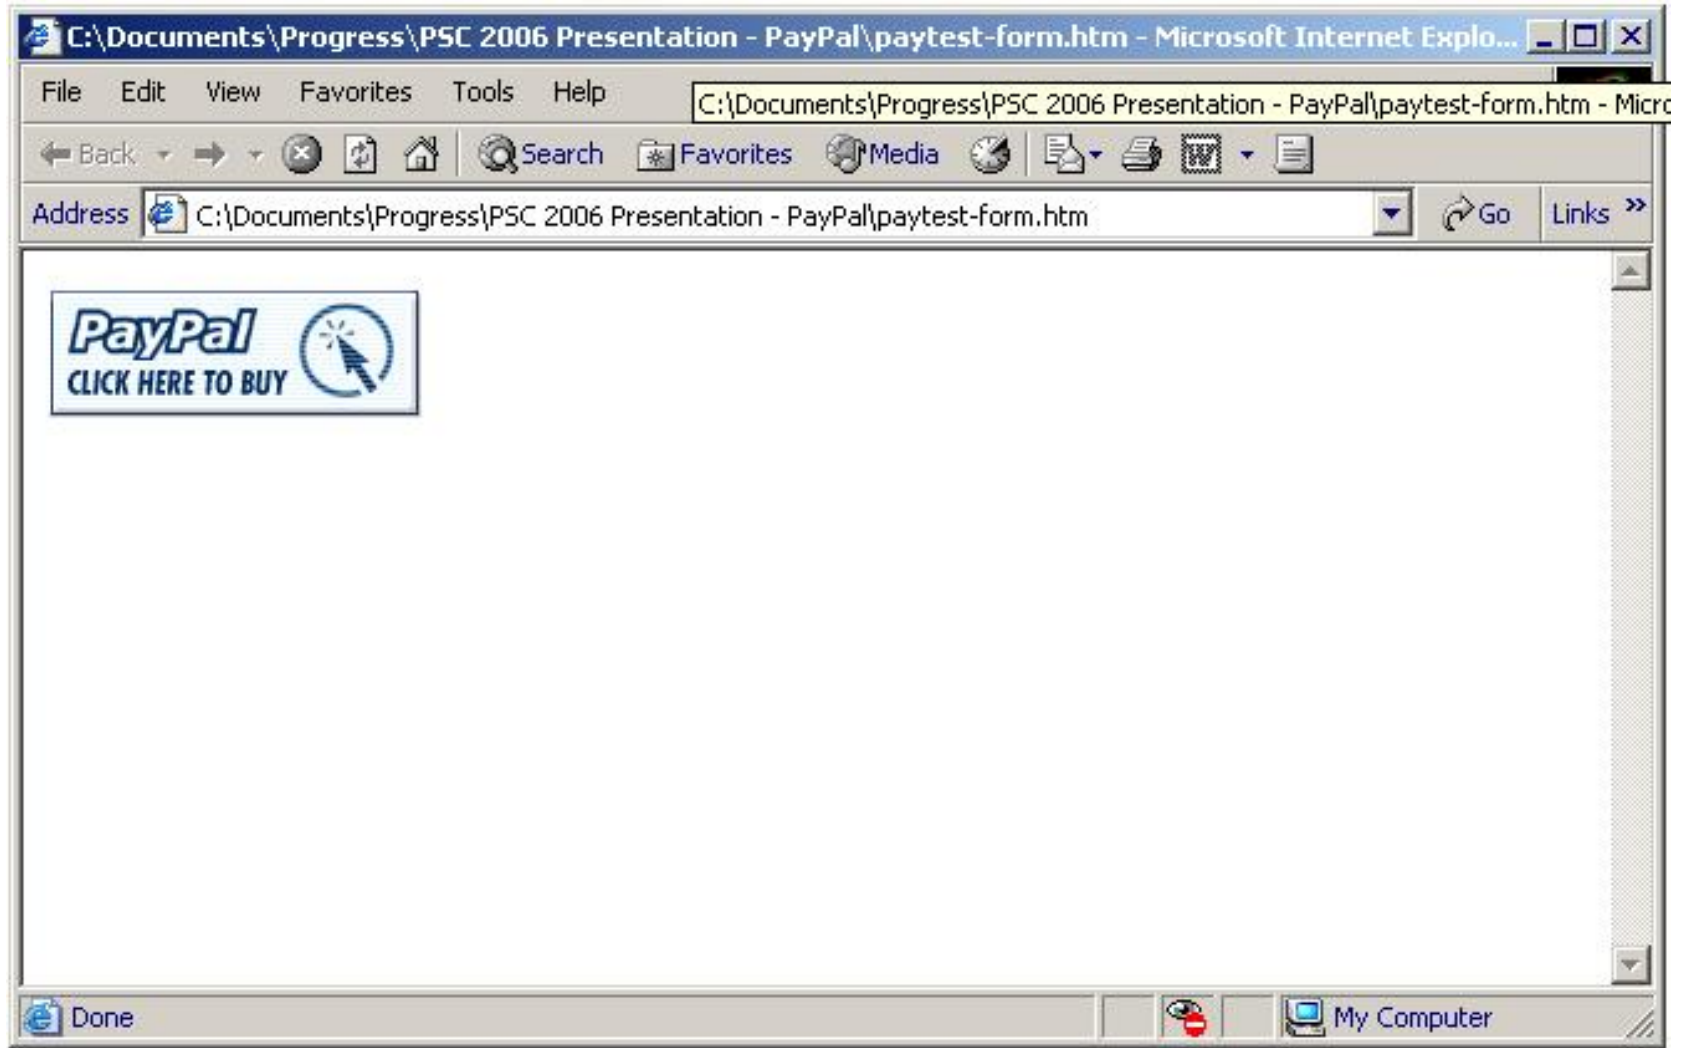 C:\Documents\Progress\PSC 2006 Presentation - PayPal\paytest-form.htm - Microsoft Internet Explo...
File Edit View Favorites Tools Help
C:\Documents\Progress\PSC 2006 Presentation - PayPal\paytest-form.htm - Micro
Back Search Favorites Media
Address C:\Documents\Progress\PSC 2006 Presentation - PayPal\paytest-form.htm Go Links »
PayPal
CLICK HERE TO BUY
Done My Computer